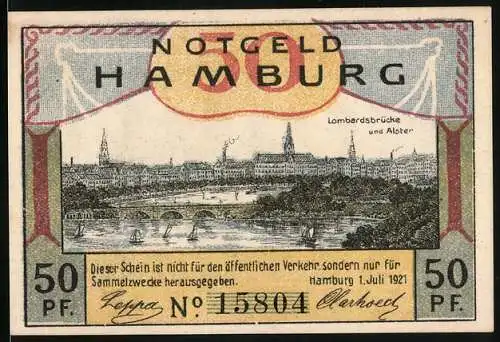 NOTGELD
50
HAMBURG
Lombardsbrücke
und Alster
50
PF.
Dieser Schein ist nicht für den öffentlichen Verkehr sondern nur für
Sammelzwecke herausgegeben. Hamburg 1. Juli 1921
50
PF.
No 15804